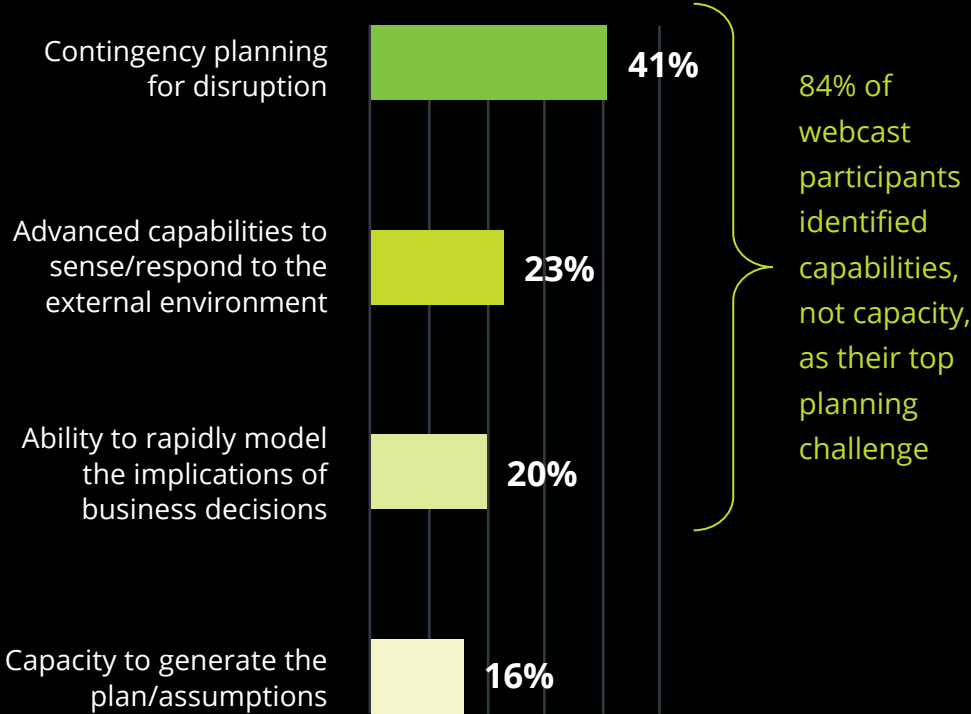 Contingency planning
for disruption
41%
Advanced capabilities to
sense/respond to the
external environment
23%
Ability to rapidly model
the implications of
business decisions
20%
Capacity to generate the
plan/assumptions
16%
84% of
webcast
participants
identified
capabilities,
not capacity,
as their top
planning
challenge